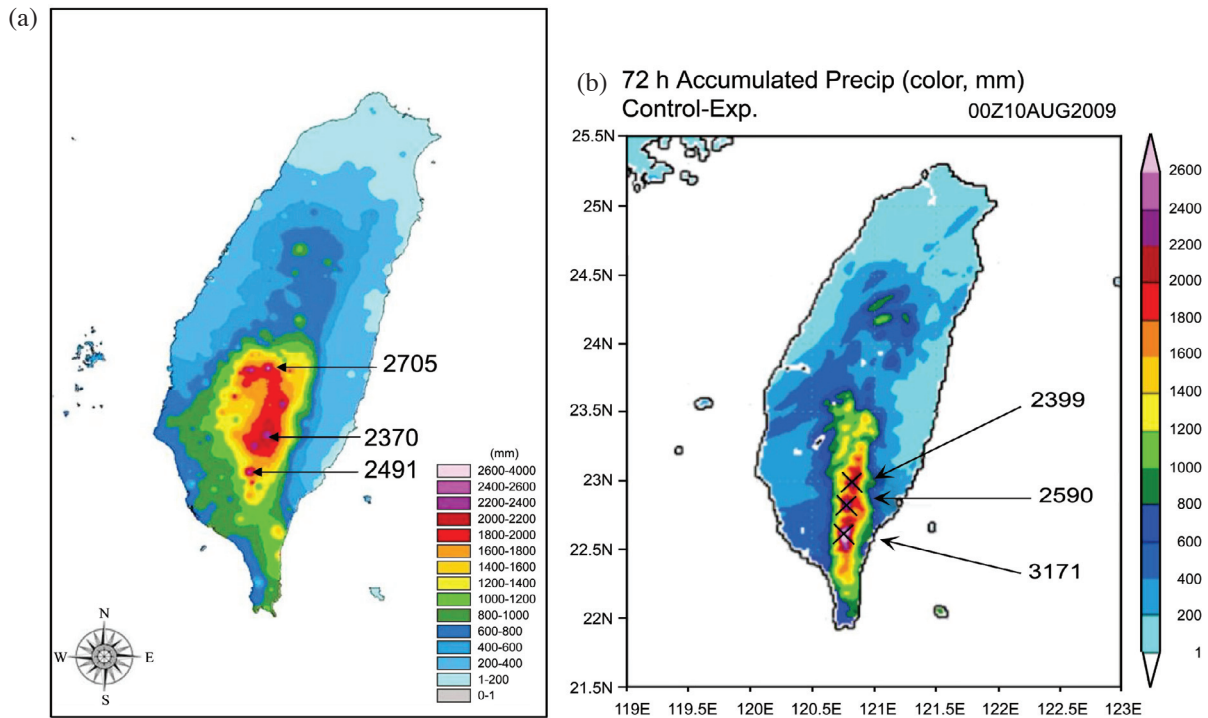 (a)
2705
2370
2491
(mm)
2600-4000
2400-2600
2200-2400
2000-2200
1800-2000
1600-1800
1400-1600
1200-1400
1000-1200
800-1000
600-800
400-600
200-400
1-200
0-1
N
W E
S
(b) 72 h Accumulated Precip (color, mm)
Control-Exp. 00Z10AUG2009
25.5N
25N
24.5N
24N
23.5N
23N
22.5N
22N
21.5N
119E 119.5E 120E 120.5E 121E 121.5E 122E 122.5E 123E
2399
2590
3171
2600
2400
2200
2000
1800
1600
1400
1200
1000
800
600
400
200
1